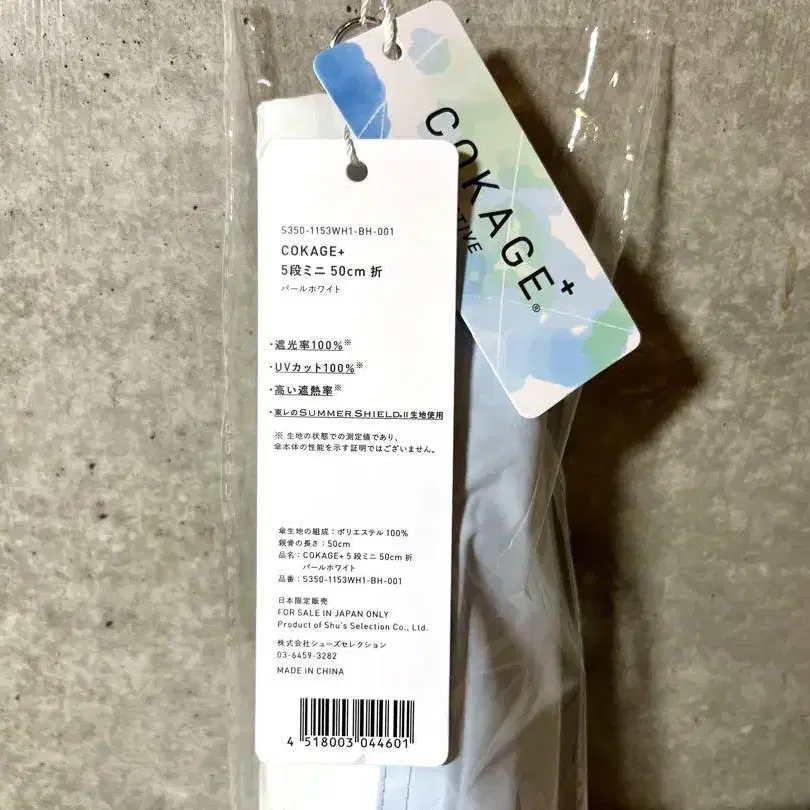 COKAGE+®
TIVE
S350-1153WH1-BH-001
COKAGE+
5段ミニ 50cm 折
パールホワイト
・遮光率100%※
・UVカット100%※
・高い遮熱率※
・東レのSUMMER SHIELD®II生地使用
※ 生地の状態での測定値であり、
傘本体の性能を示す証明ではございません。
傘生地の組成：ポリエステル100%
親骨の長さ：50cm
品名：COKAGE+ 5段ミニ 50cm 折
パールホワイト
品番：S350-1153WH1-BH-001
日本限定販売
FOR SALE IN JAPAN ONLY
Product of Shu's Selection Co., Ltd.
株式会社シューズセレクション
03-6459-3282
MADE IN CHINA
4 518003 044601